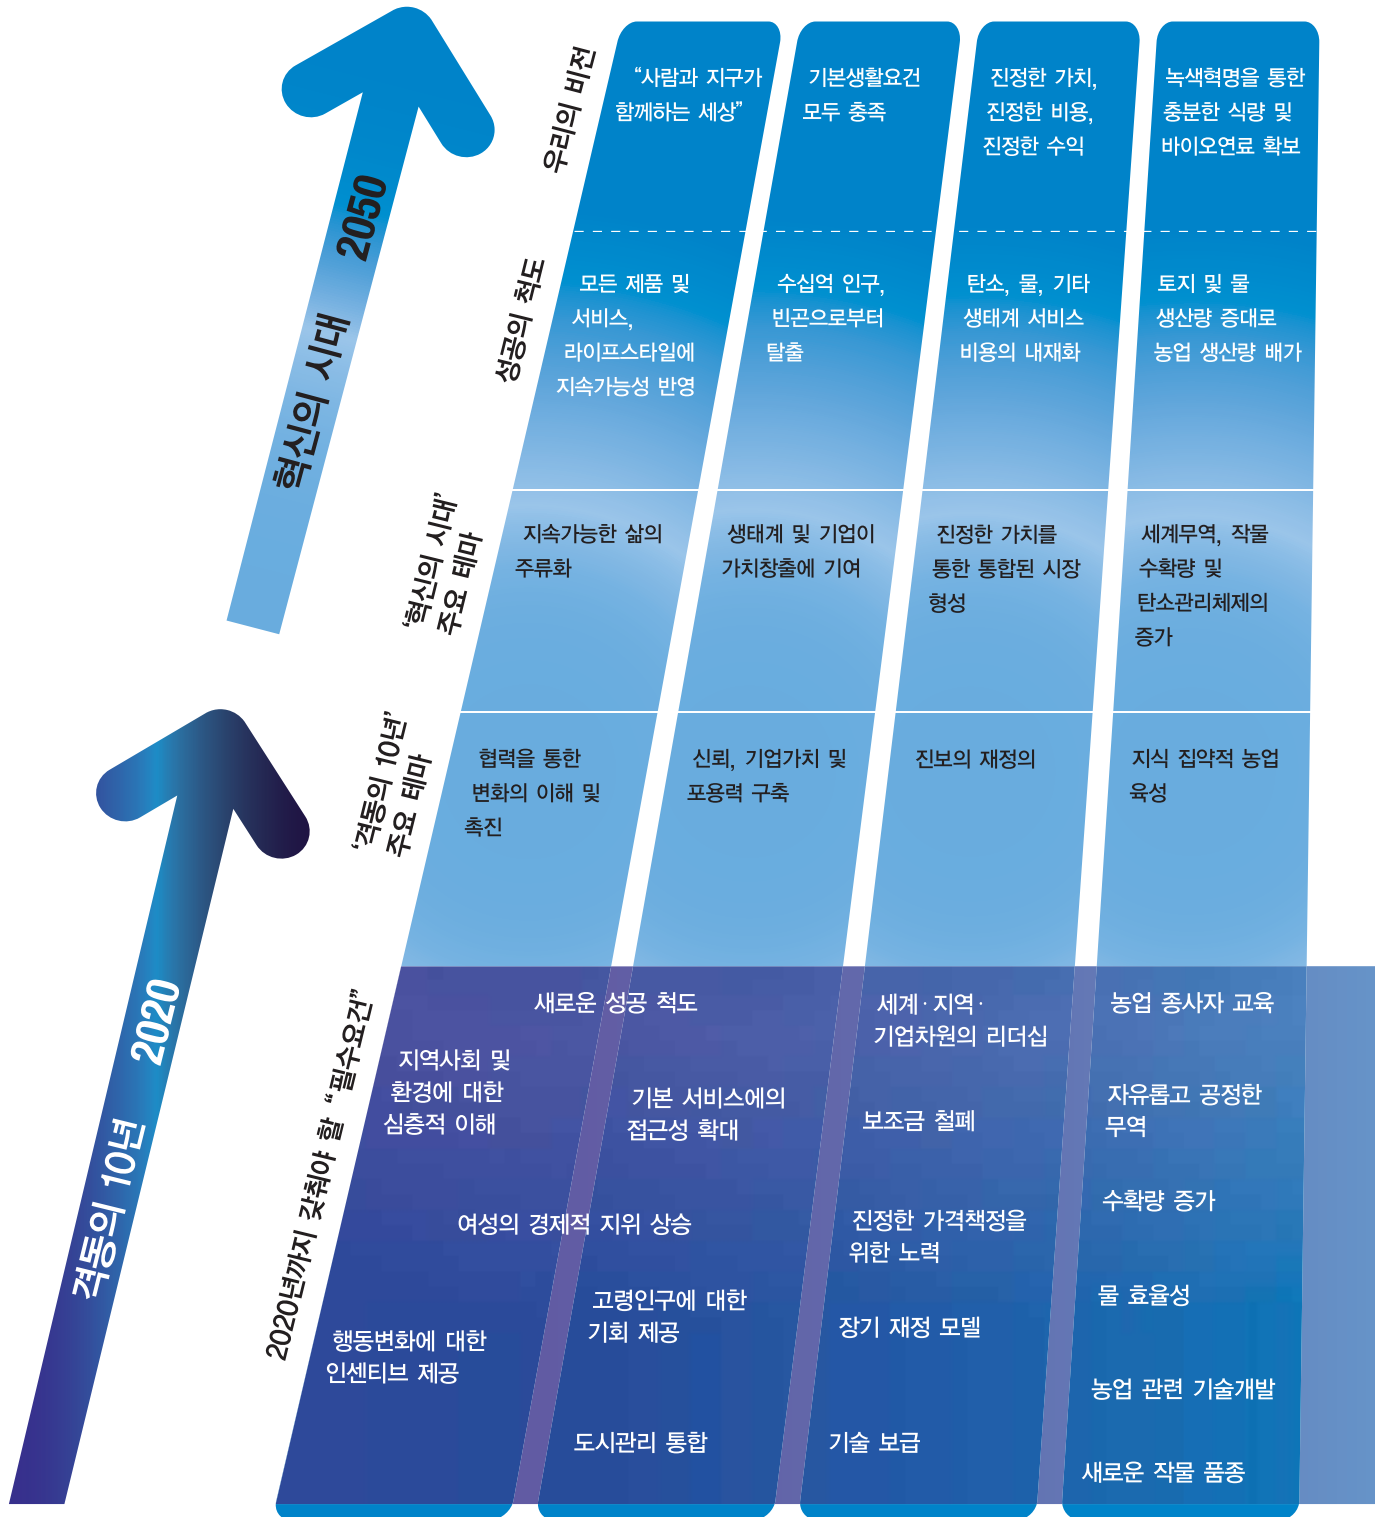 우리의 비전
“사람과 지구가
함께하는 세상”
기본생활요건
모두 충족
진정한 가치,
진정한 비용,
진정한 수익
녹색혁명을 통한
충분한 식량 및
바이오연료 확보
혁신의 시대 2050
성공의 척도
모든 제품 및
서비스,
라이프스타일에
지속가능성 반영
수십억 인구,
빈곤으로부터
탈출
탄소, 물, 기타
생태계 서비스
비용의 내재화
토지 및 물
생산량 증대로
농업 생산량 배가
‘혁신의 시대’
주요 테마
지속가능한 삶의
주류화
생태계 및 기업이
가치창출에 기여
진정한 가치를
통한 통합된 시장
형성
세계무역, 작물
수확량 및
탄소관리체제의
증가
‘격동의 10년’
주요 테마
협력을 통한
변화의 이해 및
촉진
신뢰, 기업가치 및
포용력 구축
진보의 재정의
지식 집약적 농업
육성
격동의 10년 2020
2020년까지 갖춰야 할 “필수요건”
새로운 성공 척도
지역사회 및
환경에 대한
심층적 이해
기본 서비스에의
접근성 확대
여성의 경제적 지위 상승
고령인구에 대한
기회 제공
행동변화에 대한
인센티브 제공
도시관리 통합
세계·지역·
기업차원의 리더십
보조금 철폐
진정한 가격책정을
위한 노력
장기 재정 모델
기술 보급
농업 종사자 교육
자유롭고 공정한
무역
수확량 증가
물 효율성
농업 관련 기술개발
새로운 작물 품종